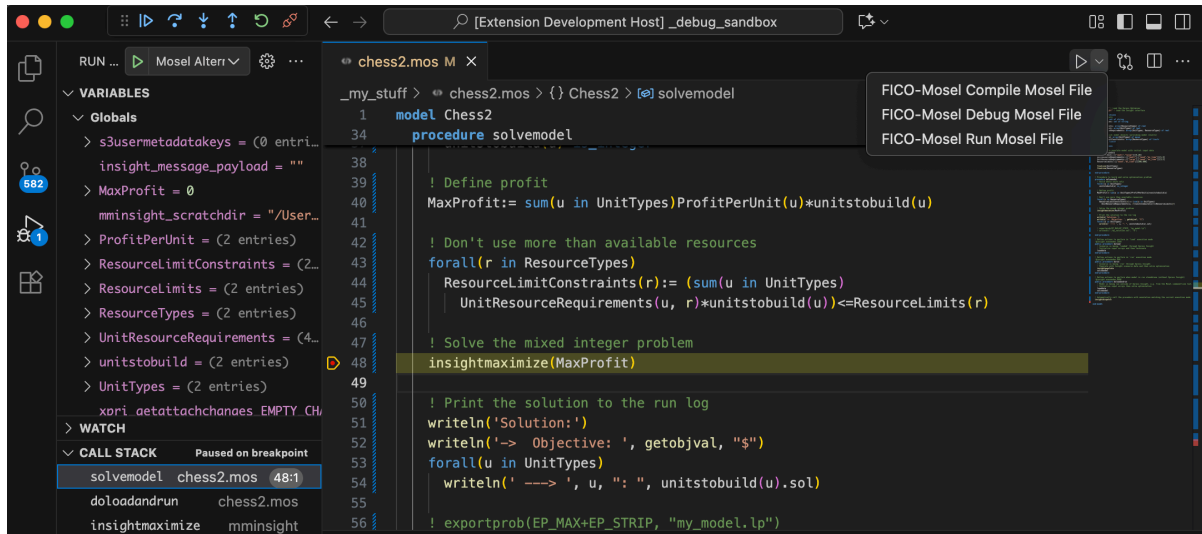 [Extension Development Host] _debug_sandbox
RUN ...
Mosel Altern
chess2.mos M
VARIABLES
Globals
s3usermetadatakeys = (0 entri…
insight_message_payload = ""
MaxProfit = 0
mminsight_scratchdir = "/User…
ProfitPerUnit = (2 entries)
ResourceLimitConstraints = (2…
ResourceLimits = (2 entries)
ResourceTypes = (2 entries)
UnitResourceRequirements = (4…
unitstobuild = (2 entries)
UnitTypes = (2 entries)
xpri_getattachchanges_EMPTY_CH
WATCH
CALL STACK
Paused on breakpoint
solvemodel chess2.mos 48:1
doloadandrun chess2.mos
insightmaximize mminsight
582
1
_my_stuff > chess2.mos > {} Chess2 > solvemodel
FICO-Mosel Compile Mosel File
FICO-Mosel Debug Mosel File
FICO-Mosel Run Mosel File
1 model Chess2
34 procedure solvemodel
38
39 ! Define profit
40 MaxProfit:= sum(u in UnitTypes)ProfitPerUnit(u)*unitstobuild(u)
41
42 ! Don't use more than available resources
43 forall(r in ResourceTypes)
44 ResourceLimitConstraints(r):= (sum(u in UnitTypes)
45 UnitResourceRequirements(u, r)*unitstobuild(u))<=ResourceLimits(r)
46
47 ! Solve the mixed integer problem
48 insightmaximize(MaxProfit)
49
50 ! Print the solution to the run log
51 writeln('Solution:')
52 writeln('-> Objective: ', getobjval, "$")
53 forall(u in UnitTypes)
54 writeln(' ---> ', u, ": ", unitstobuild(u).sol)
55
56 ! exportprob(EP_MAX+EP_STRIP, "my_model.lp")